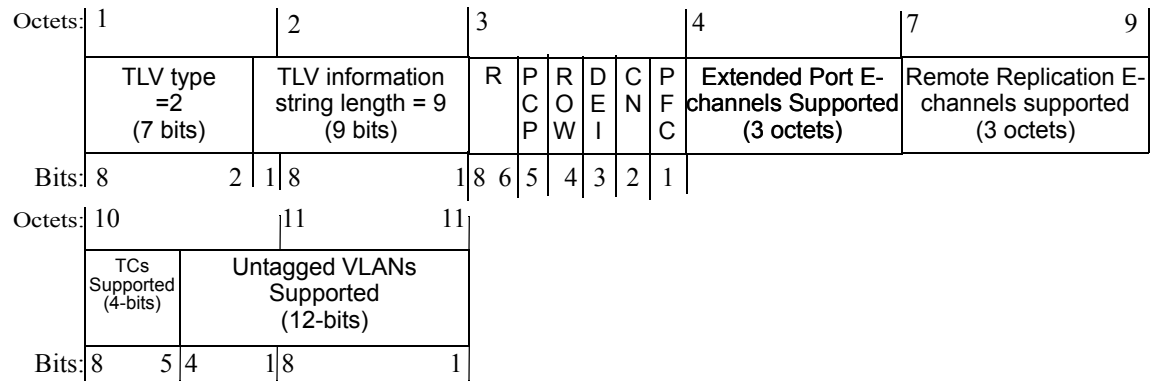 Octets: 1 2 3 4 7 9
TLV type TLV information R P R D C P Extended Port E- Remote Replication E-
=2 string length = 9 C O E N F channels Supported channels supported
(7 bits) (9 bits) P W I C (3 octets) (3 octets)
Bits: 8 2 1 8 1 8 6 5 4 3 2 1
Octets: 10 11 11
TCs Untagged VLANs
Supported Supported
(4-bits) (12-bits)
Bits: 8 5 4 1 8 1